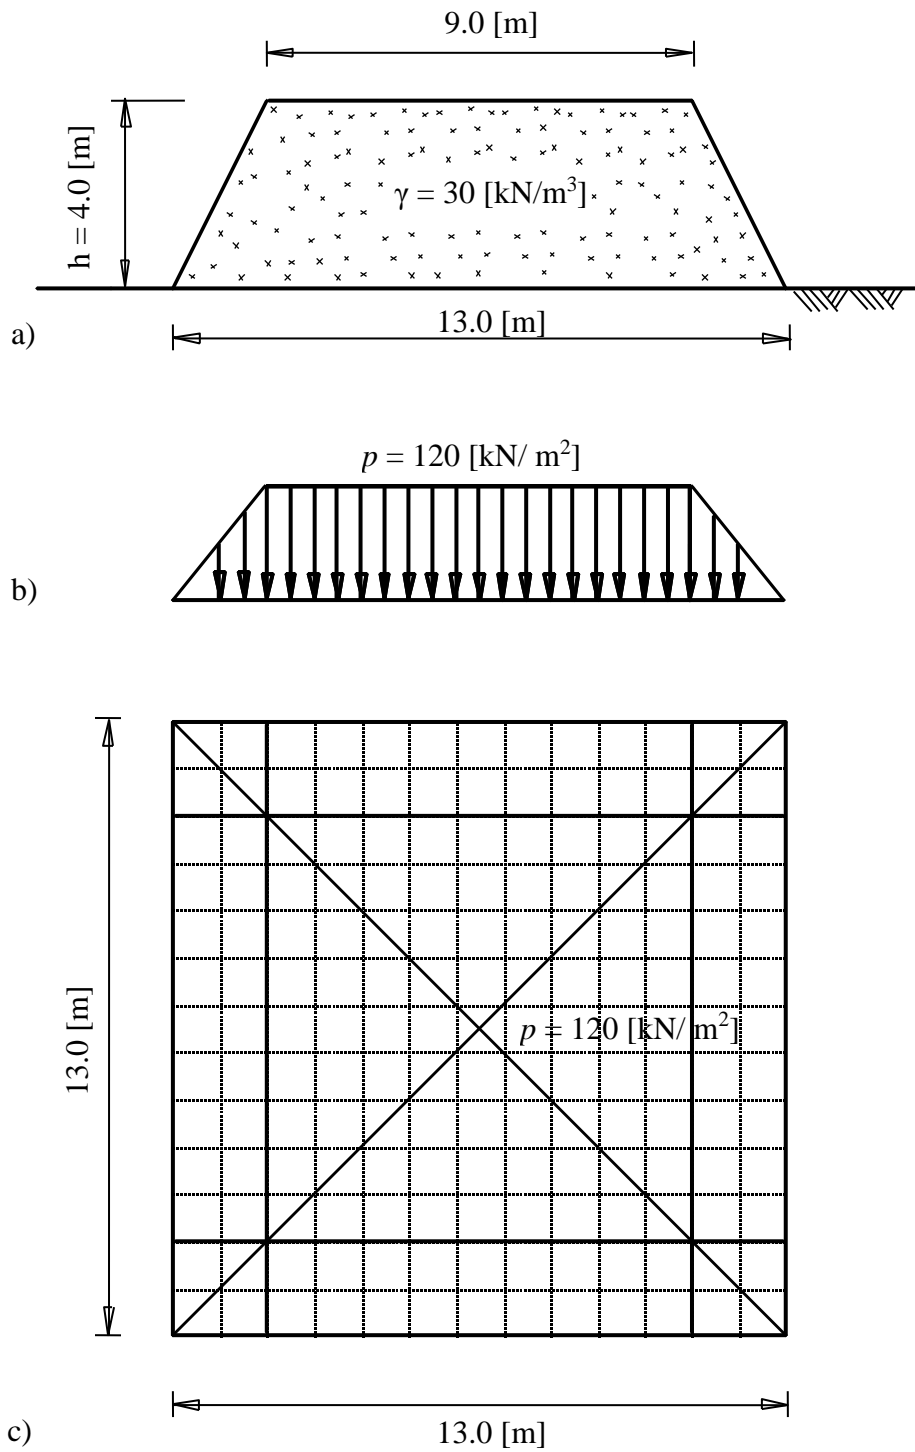 9.0 [m]
h = 4.0 [m]
γ = 30 [kN/m³]
13.0 [m]
a)
p = 120 [kN/ m²]
b)
13.0 [m]
p = 120 [kN/ m²]
13.0 [m]
c)